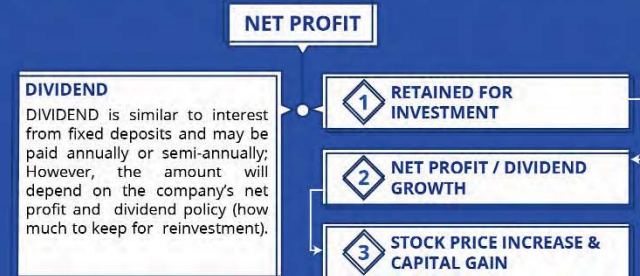 NET PROFIT
DIVIDEND
DIVIDEND is similar to interest
from fixed deposits and may be
paid annually or semi-annually;
However, the amount will
depend on the company's net
profit and dividend policy (how
much to keep for reinvestment).
1 RETAINED FOR
INVESTMENT
2 NET PROFIT / DIVIDEND
GROWTH
3 STOCK PRICE INCREASE &
CAPITAL GAIN